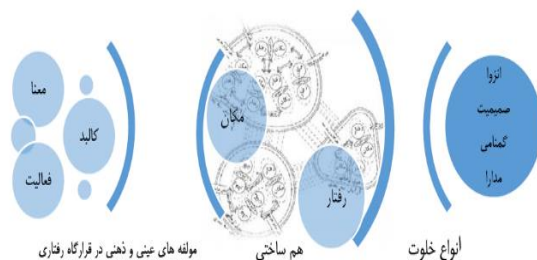 انزوا
صمیمیت
گمنامی
مدارا
انواع خلوت
مکان
رفتار
هم ساختی
معنا
کالبد
فعالیت
مولفه های عینی و ذهنی در قرارگاه رفتاری